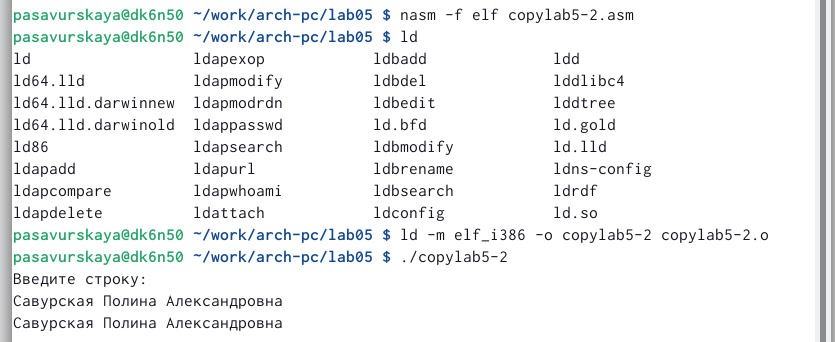 pasavurskaya@dk6n50 ~/work/arch-pc/lab05 $ nasm -f elf copylab5-2.asm
pasavurskaya@dk6n50 ~/work/arch-pc/lab05 $ ld
ld ldapexop ldbadd ldd
ld64.lld ldapmodify ldbdel lddlibc4
ld64.lld.darwinnew ldapmodrdn ldbedit lddtree
ld64.lld.darwinold ldappasswd ld.bfd ld.gold
ld86 ldapsearch ldbmodify ld.lld
ldapadd ldapurl ldbrename ldns-config
ldapcompare ldapwhoami ldbsearch ldrdf
ldapdelete ldattach ldconfig ld.so
pasavurskaya@dk6n50 ~/work/arch-pc/lab05 $ ld -m elf_i386 -o copylab5-2 copylab5-2.o
pasavurskaya@dk6n50 ~/work/arch-pc/lab05 $ ./copylab5-2
Введите строку:
Савурская Полина Александровна
Савурская Полина Александровна